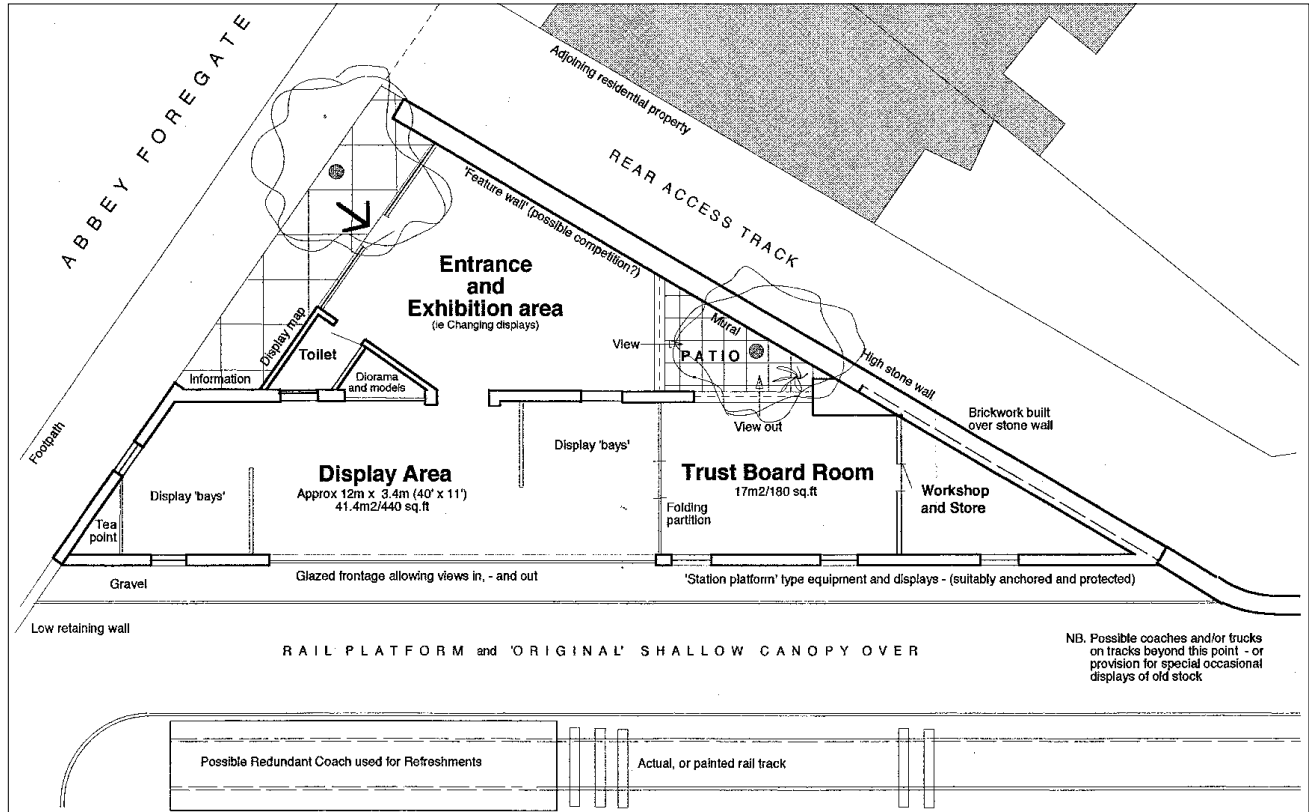 ABBEY FOREGATE
Adjoining residential property
REAR ACCESS TRACK
'Feature wall' (possible competition?)
Entrance
and
Exhibition area
(ie Changing displays)
Display map
Toilet
Information
Diorama
and models
View
Mural
PATIO
View out
High stone wall
Brickwork built
over stone wall
Footpath
Display 'bays'
Tea
point
Display Area
Approx 12m x 3.4m (40' x 11')
41.4m2/440 sq.ft
Display 'bays'
Folding
partition
Trust Board Room
17m2/180 sq.ft
Workshop
and Store
Gravel
Glazed frontage allowing views in, - and out
'Station platform' type equipment and displays - (suitably anchored and protected)
Low retaining wall
RAIL PLATFORM and 'ORIGINAL' SHALLOW CANOPY OVER
NB. Possible coaches and/or trucks
on tracks beyond this point - or
provision for special occasional
displays of old stock
Possible Redundant Coach used for Refreshments
Actual, or painted rail track